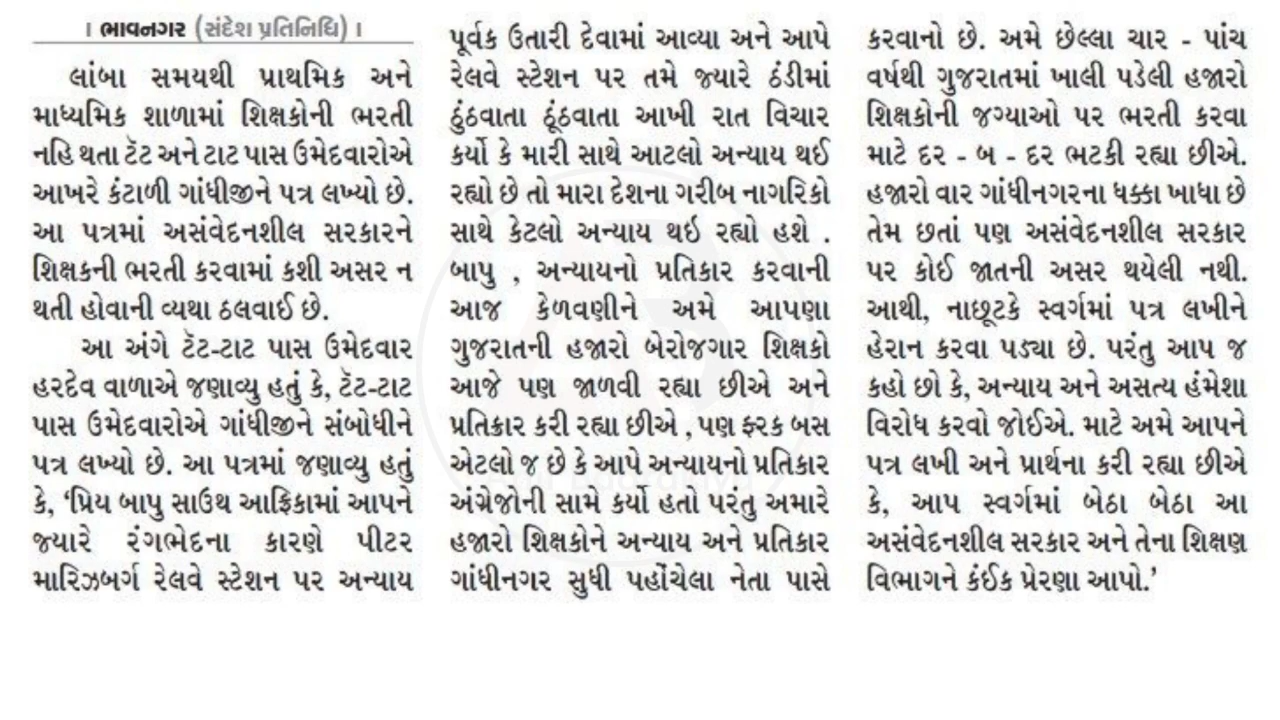 । ભાવનગર (સંદેશ પ્રતિનિધિ) ।
લાંબા સમયથી પ્રાથમિક અને
માધ્યમિક શાળામાં શિક્ષકોની ભરતી
નહિ થતા ટૅટ અને ટાટ પાસ ઉમેદવારોએ
આખરે કંટાળી ગાંધીજીને પત્ર લખ્યો છે.
આ પત્રમાં અસંવેદનશીલ સરકારને
શિક્ષકની ભરતી કરવામાં કશી અસર ન
થતી હોવાની વ્યથા ઠલવાઈ છે.
આ અંગે ટૅટ-ટાટ પાસ ઉમેદવાર
હરદેવ વાળાએ જણાવ્યુ હતું કે, ટૅટ-ટાટ
પાસ ઉમેદવારોએ ગાંધીજીને સંબોધીને
પત્ર લખ્યો છે. આ પત્રમાં જણાવ્યુ હતું
કે, ‘પ્રિય બાપુ સાઉથ આફ્રિકામાં આપને
જ્યારે રંગભેદના કારણે પીટર
મારિઝબર્ગ રેલવે સ્ટેશન પર અન્યાય
પૂર્વક ઉતારી દેવામાં આવ્યા અને આપે
રેલવે સ્ટેશન પર તમે જ્યારે ઠંડીમાં
ઠુંઠવાતા ઠૂંઠવાતા આખી રાત વિચાર
કર્યો કે મારી સાથે આટલો અન્યાય થઈ
રહ્યો છે તો મારા દેશના ગરીબ નાગરિકો
સાથે કેટલો અન્યાય થઇ રહ્યો હશે .
બાપુ , અન્યાયનો પ્રતિકાર કરવાની
આજ કેળવણીને અમે આપણા
ગુજરાતની હજારો બેરોજગાર શિક્ષકો
આજે પણ જાળવી રહ્યા છીએ અને
પ્રતિકાર કરી રહ્યા છીએ ,પણ ફરક બસ
એટલો જ છે કે આપે અન્યાયનો પ્રતિકાર
અંગ્રેજોની સામે કર્યો હતો પરંતુ અમારે
હજારો શિક્ષકોને અન્યાય અને પ્રતિકાર
ગાંધીનગર સુધી પહોંચેલા નેતા પાસે
કરવાનો છે. અમે છેલ્લા ચાર - પાંચ
વર્ષથી ગુજરાતમાં ખાલી પડેલી હજારો
શિક્ષકોની જગ્યાઓ પર ભરતી કરવા
માટે દર - બ - દર ભટકી રહ્યા છીએ.
હજારો વાર ગાંધીનગરના ધક્કા ખાધા છે
તેમ છતાં પણ અસંવેદનશીલ સરકાર
પર કોઈ જાતની અસર થયેલી નથી.
આથી, નાછૂટકે સ્વર્ગમાં પત્ર લખીને
હેરાન કરવા પડ્યા છે. પરંતુ આપ જ
કહો છો કે, અન્યાય અને અસત્ય હંમેશા
વિરોધ કરવો જોઈએ. માટે અમે આપને
પત્ર લખી અને પ્રાર્થના કરી રહ્યા છીએ
કે, આપ સ્વર્ગમાં બેઠા બેઠા આ
અસંવેદનશીલ સરકાર અને તેના શિક્ષણ
વિભાગને કંઈક પ્રેરણા આપો.’